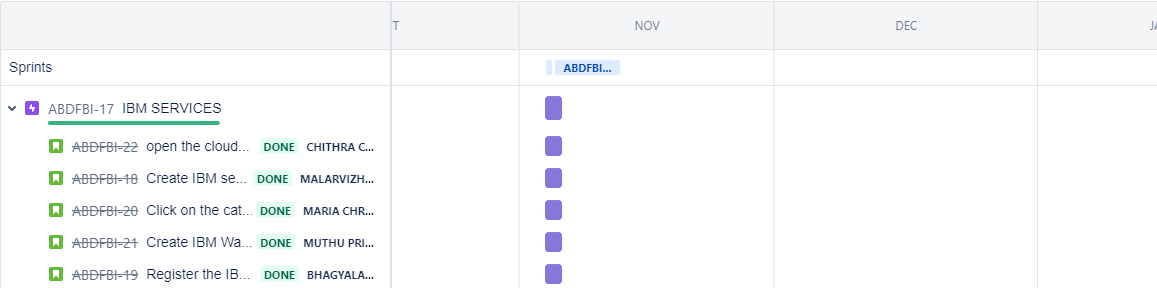 T NOV DEC JA
Sprints ABDFBI...
ABDFBI-17 IBM SERVICES
ABDFBI-22 open the cloud... DONE CHITHRA C...
ABDFBI-18 Create IBM se... DONE MALARVIZH...
ABDFBI-20 Click on the cat... DONE MARIA CHR...
ABDFBI-21 Create IBM Wa... DONE MUTHU PRI...
ABDFBI-19 Register the IB... DONE BHAGYALA...